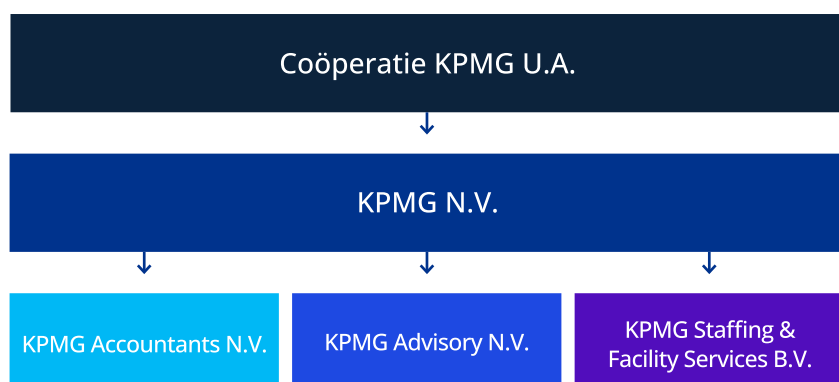 Coöperatie KPMG U.A.
KPMG N.V.
KPMG Accountants N.V.
KPMG Advisory N.V.
KPMG Staffing &
Facility Services B.V.